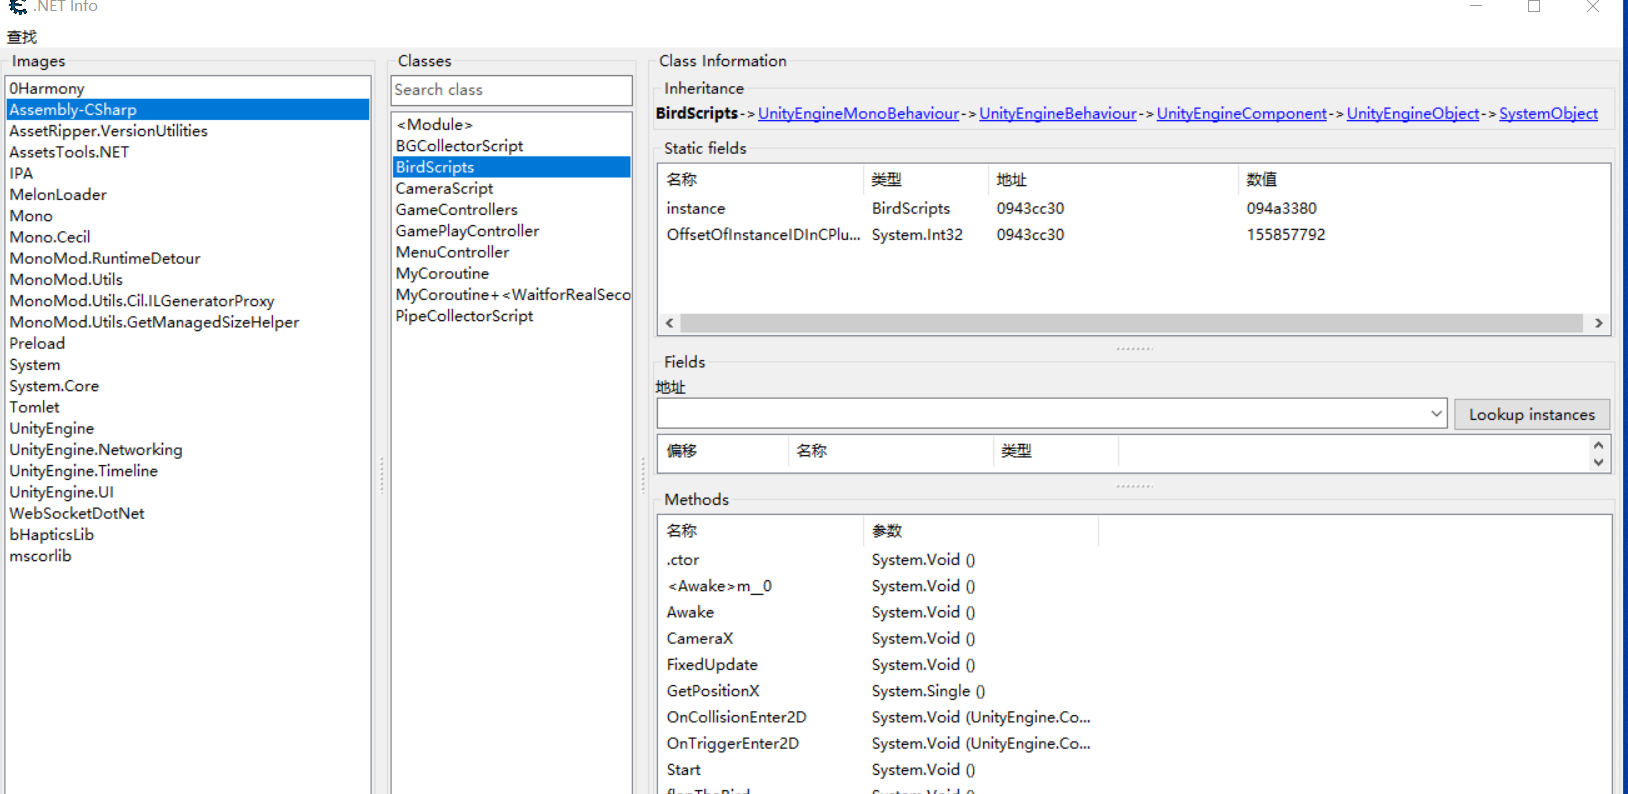 .NET Info
查找
Images
0Harmony
Assembly-CSharp
AssetRipper.VersionUtilities
AssetsTools.NET
IPA
MelonLoader
Mono
Mono.Cecil
MonoMod.RuntimeDetour
MonoMod.Utils
MonoMod.Utils.Cil.ILGeneratorProxy
MonoMod.Utils.GetManagedSizeHelper
Preload
System
System.Core
Tomlet
UnityEngine
UnityEngine.Networking
UnityEngine.Timeline
UnityEngine.UI
WebSocketDotNet
bHapticsLib
mscorlib
Classes
Search class
<Module>
BGCollectorScript
BirdScripts
CameraScript
GameControllers
GamePlayController
MenuController
MyCoroutine
MyCoroutine+<WaitforRealSeco
PipeCollectorScript
Class Information
Inheritance
BirdScripts->UnityEngineMonoBehaviour->UnityEngineBehaviour->UnityEngineComponent->UnityEngineObject->SystemObject
Static fields
名称 类型 地址 数值
instance BirdScripts 0943cc30 094a3380
OffsetOfInstanceIDInCPlu... System.Int32 0943cc30 155857792
Fields
地址
Lookup instances
偏移 名称 类型
Methods
名称 参数
.ctor System.Void ()
<Awake>m__0 System.Void ()
Awake System.Void ()
CameraX System.Void ()
FixedUpdate System.Void ()
GetPositionX System.Single ()
OnCollisionEnter2D System.Void (UnityEngine.Co...
OnTriggerEnter2D System.Void (UnityEngine.Co...
Start System.Void ()